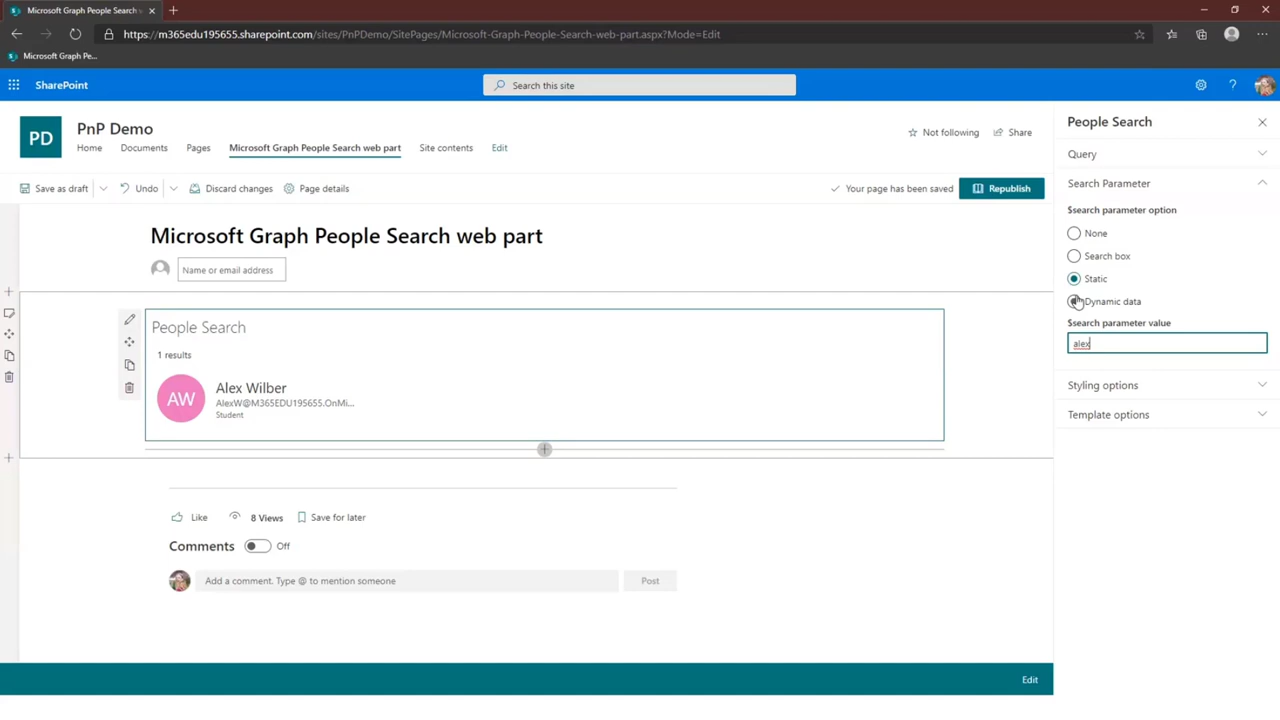 Microsoft Graph People Search w
https://m365edu195655.sharepoint.com/sites/PnPDemo/SitePages/Microsoft-Graph-People-Search-web-part.aspx?Mode=Edit
Microsoft Graph Pe...
SharePoint
Search this site
PD
PnP Demo
Home Documents Pages Microsoft Graph People Search web part Site contents Edit
Not following Share
Save as draft Undo Discard changes Page details
Your page has been saved Republish
Microsoft Graph People Search web part
Name or email address
People Search
1 results
AW
Alex Wilber
AlexW@M365EDU195655.OnMi...
Student
Like 8 Views Save for later
Comments Off
Add a comment. Type @ to mention someone Post
Edit
People Search
Query
Search Parameter
$search parameter option
None
Search box
Static
Dynamic data
$search parameter value
alex
Styling options
Template options